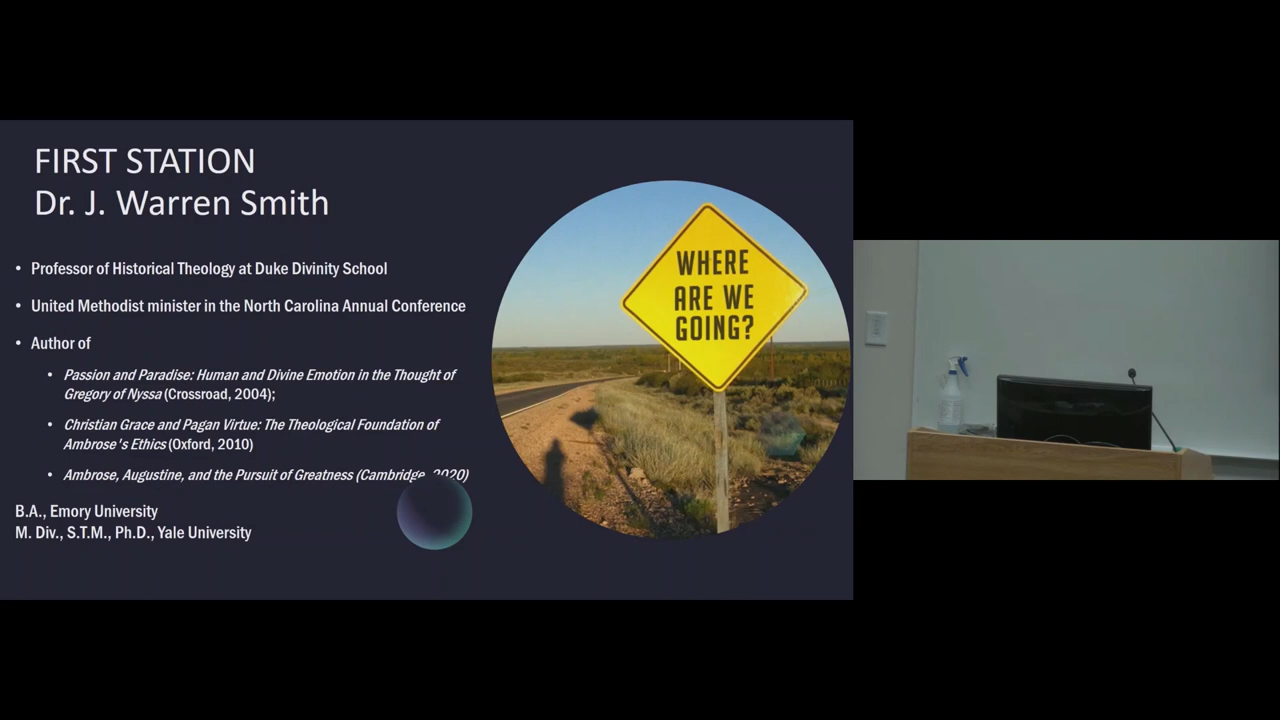 FIRST STATION
Dr. J. Warren Smith
• Professor of Historical Theology at Duke Divinity School
• United Methodist minister in the North Carolina Annual Conference
• Author of
• Passion and Paradise: Human and Divine Emotion in the Thought of
Gregory of Nyssa (Crossroad, 2004);
• Christian Grace and Pagan Virtue: The Theological Foundation of
Ambrose's Ethics (Oxford, 2010)
• Ambrose, Augustine, and the Pursuit of Greatness (Cambridge, 2020)
B.A., Emory University
M. Div., S.T.M., Ph.D., Yale University
WHERE
ARE WE
GOING?